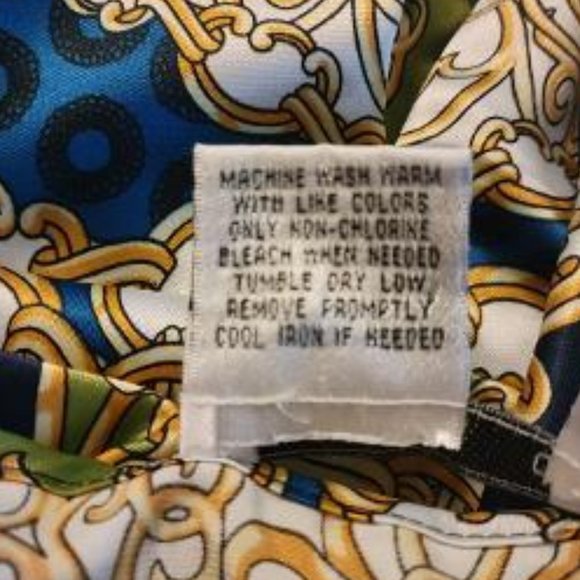 MACHINE WASH WARM
WITH LIKE COLORS
ONLY NON-CHLORINE
BLEACH WHEN NEEDED
TUMBLE DRY LOW
REMOVE PROMPTLY
COOL IRON IF NEEDED